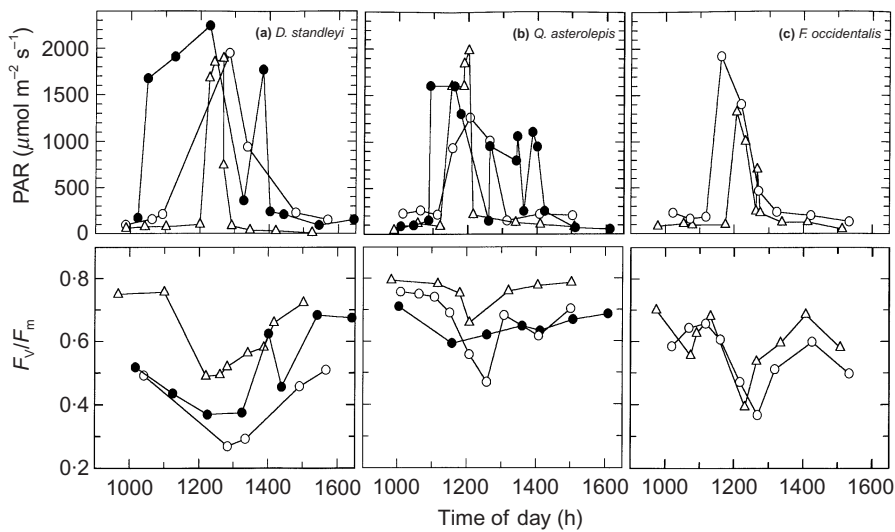 (a) D. standleyi
(b) Q. asterolepis
(c) F. occidentalis
PAR (μmol m⁻² s⁻¹)
2000
1500
1000
500
0
Fᵥ/Fₘ
0·8
0·6
0·4
0·2
1000 1200 1400 1600
1000 1200 1400 1600
1000 1200 1400 1600
Time of day (h)